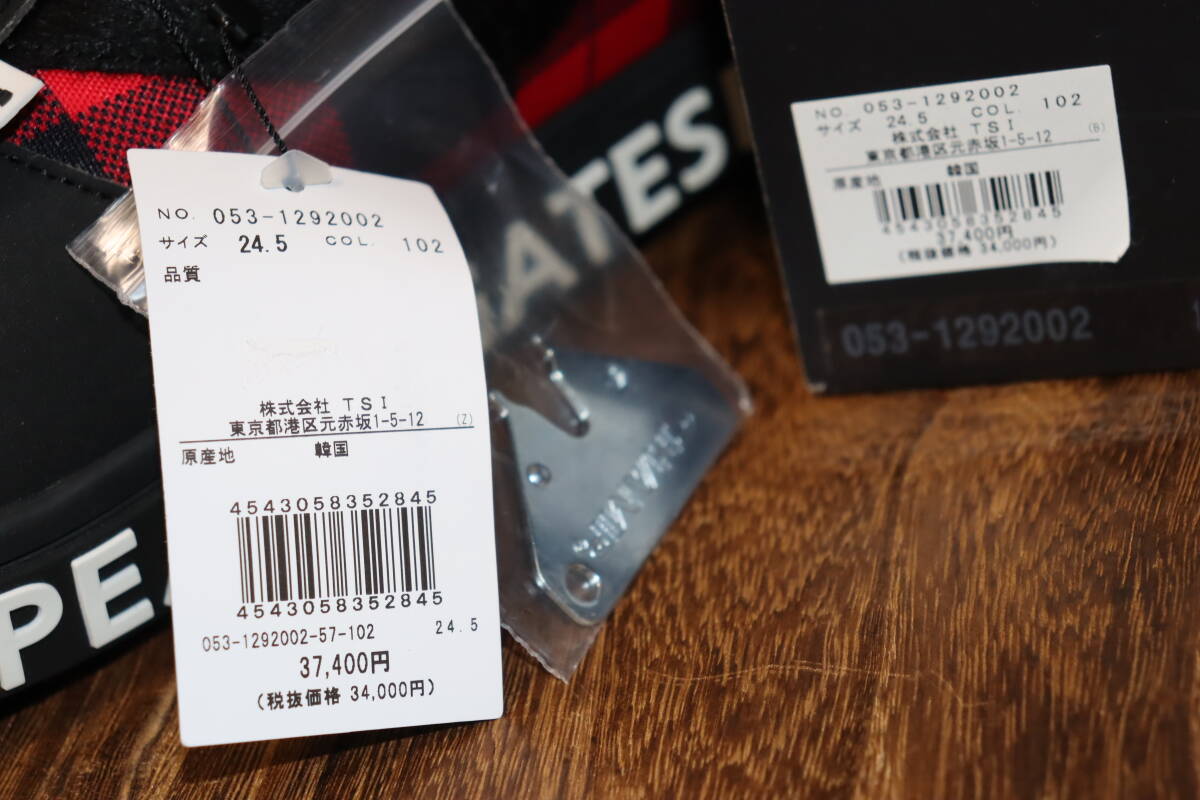 NO. 053-1292002
サイズ 24.5 COL. 102
品質
株式会社 TSI
東京都港区元赤坂1-5-12 (Z)
原産地 韓国
4543058352845
4543058352845
053-1292002-57-102 24.5
37,400円
(税抜価格 34,000円)
NO. 053-1292002
サイズ 24.5 COL. 102
株式会社 TSI
東京都港区元赤坂1-5-12 (B)
原産地 韓国
4543058352845
37,400円
(税抜価格 34,000円)
053-1292002
PEA
ATES